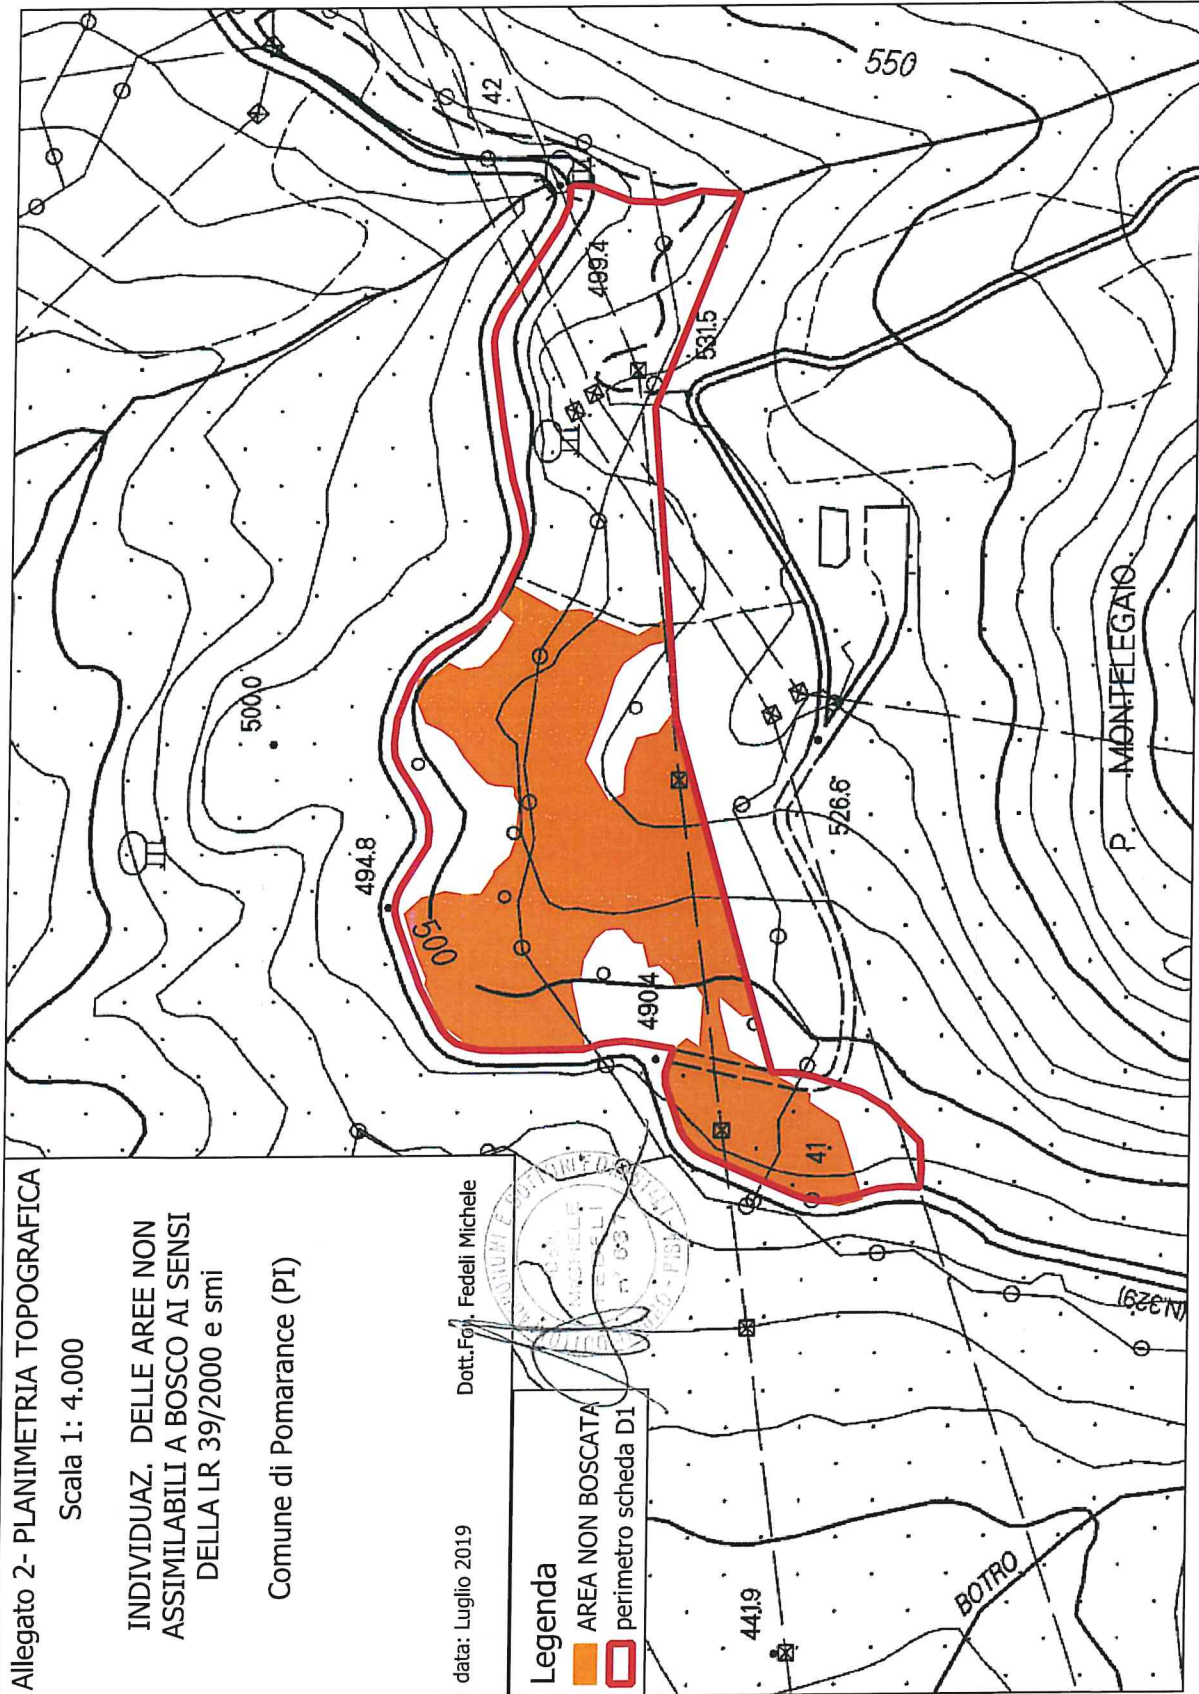 Allegato 2- PLANIMETRIA TOPOGRAFICA
Scala 1: 4.000
INDIVIDUAZ. DELLE AREE NON
ASSIMILABILI A BOSCO AI SENSI
DELLA LR 39/2000 e smi
Comune di Pomarance (PI)
data: Luglio 2019
Dott.For. Fedeli Michele
MICHELE
FEDELI
Legenda
AREA NON BOSCATA
perimetro scheda D1
550
42
499.4
531.5
500.0
494.8
500
490.4
526.6
P. MONTELEGAIO
41
(N.329)
441.9
BOTRO